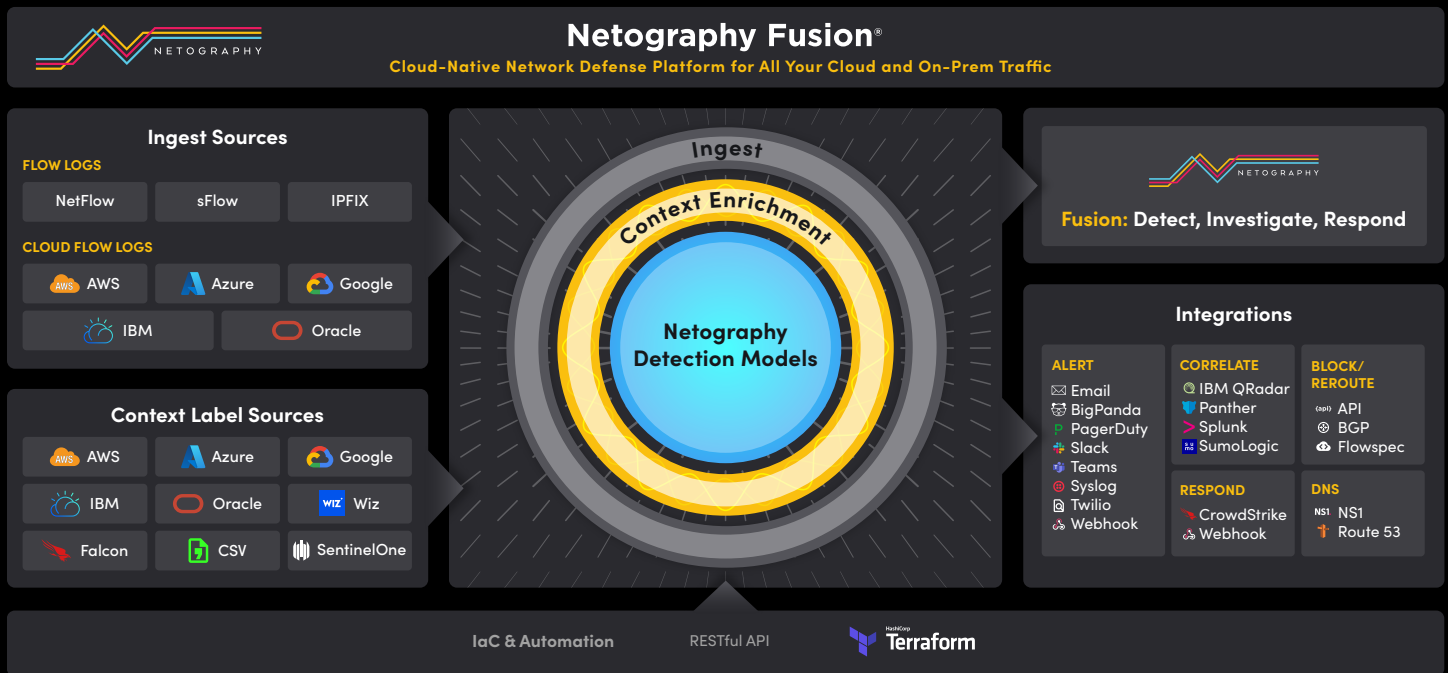 NETOGRAPHY
Netography Fusion®
Cloud-Native Network Defense Platform for All Your Cloud and On-Prem Traffic
Ingest Sources
FLOW LOGS
NetFlow
sFlow
IPFIX
CLOUD FLOW LOGS
AWS AWS
Azure
Google
IBM
Oracle
Context Label Sources
AWS AWS
Azure
Google
IBM
Oracle
WIZ Wiz
Falcon
CSV
SentinelOne
Ingest
Context Enrichment
Netography
Detection Models
NETOGRAPHY
Fusion: Detect, Investigate, Respond
Integrations
ALERT
Email
BigPanda
PagerDuty
Slack
Teams
Syslog
Twilio
Webhook
CORRELATE
IBM QRadar
Panther
Splunk
sumo SumoLogic
RESPOND
CrowdStrike
Webhook
BLOCK/
REROUTE
{api} API
BGP
Flowspec
DNS
NS1 NS1
Route 53
IaC & Automation
RESTful API
HashiCorp
Terraform